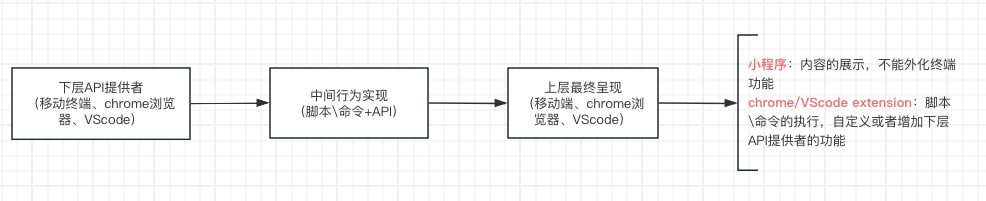 下层API提供者
（移动终端、chrome浏览
器、VScode）
中间行为实现
（脚本\命令+API）
上层最终呈现
（移动端、chrome浏
览器、VScode）
小程序：内容的展示，不能外化终端
功能
chrome/VScode extension：脚本
\命令的执行，自定义或者增加下层
API提供者的功能